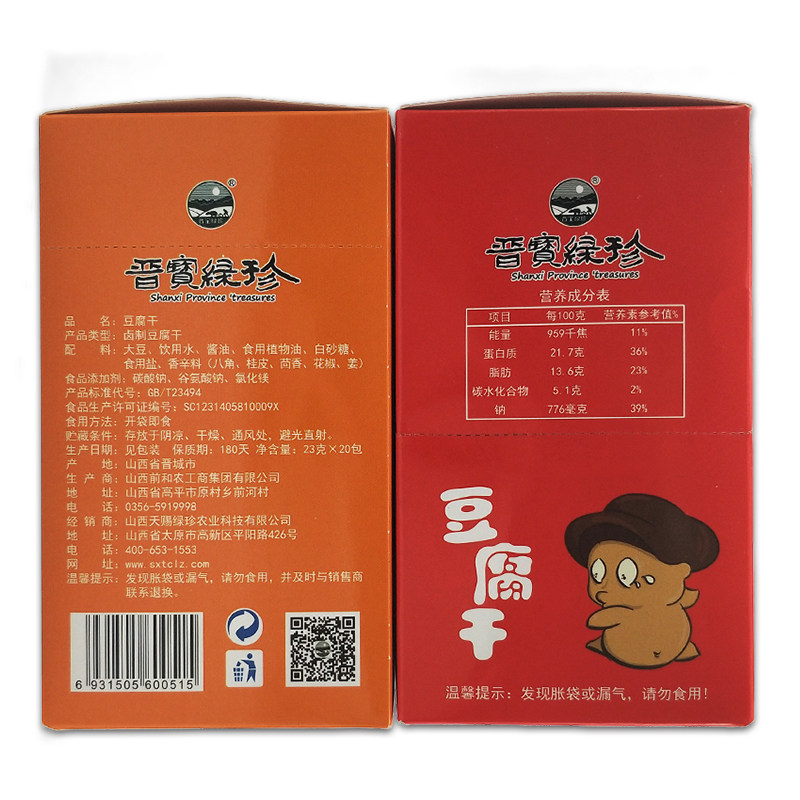 ®
晋宝绿珍
晋寳緑珍
Shanxi Province 'treasures
品　　名：豆腐干
产品类型：卤制豆腐干
配　　料：大豆、饮用水、酱油、食用植物油、白砂糖、
食用盐、香辛料（八角、桂皮、茴香、花椒、姜）
食品添加剂：碳酸钠、谷氨酸钠、氯化镁
产品标准代号：GB/T23494
食品生产许可证编号：SC1231405810009X
食用方法：开袋即食
贮藏条件：存放于阴凉、干燥、通风处，避光直射。
生产日期：见包装　保质期：180天　净含量：23克×20包
产　　地：山西省晋城市
生 产 商：山西前和农工商集团有限公司
地　　址：山西省高平市原村乡前河村
电　　话：0356-5919998
经 销 商：山西天赐绿珍农业科技有限公司
地　　址：山西省太原市高新区平阳路426号
电　　话：400-653-1553
网　　址：www.sxtclz.com
温馨提示：发现胀袋或漏气，请勿食用，并及时与销售商
联系退换。
6 931505 600515
®
晋宝绿珍
晋寳緑珍
Shanxi Province 'treasures
营养成分表
项目　每100克　营养素参考值%
能量　959千焦　11%
蛋白质　21.7克　36%
脂肪　13.6克　23%
碳水化合物　5.1克　2%
钠　776毫克　39%
豆腐干
温馨提示：发现胀袋或漏气，请勿食用！